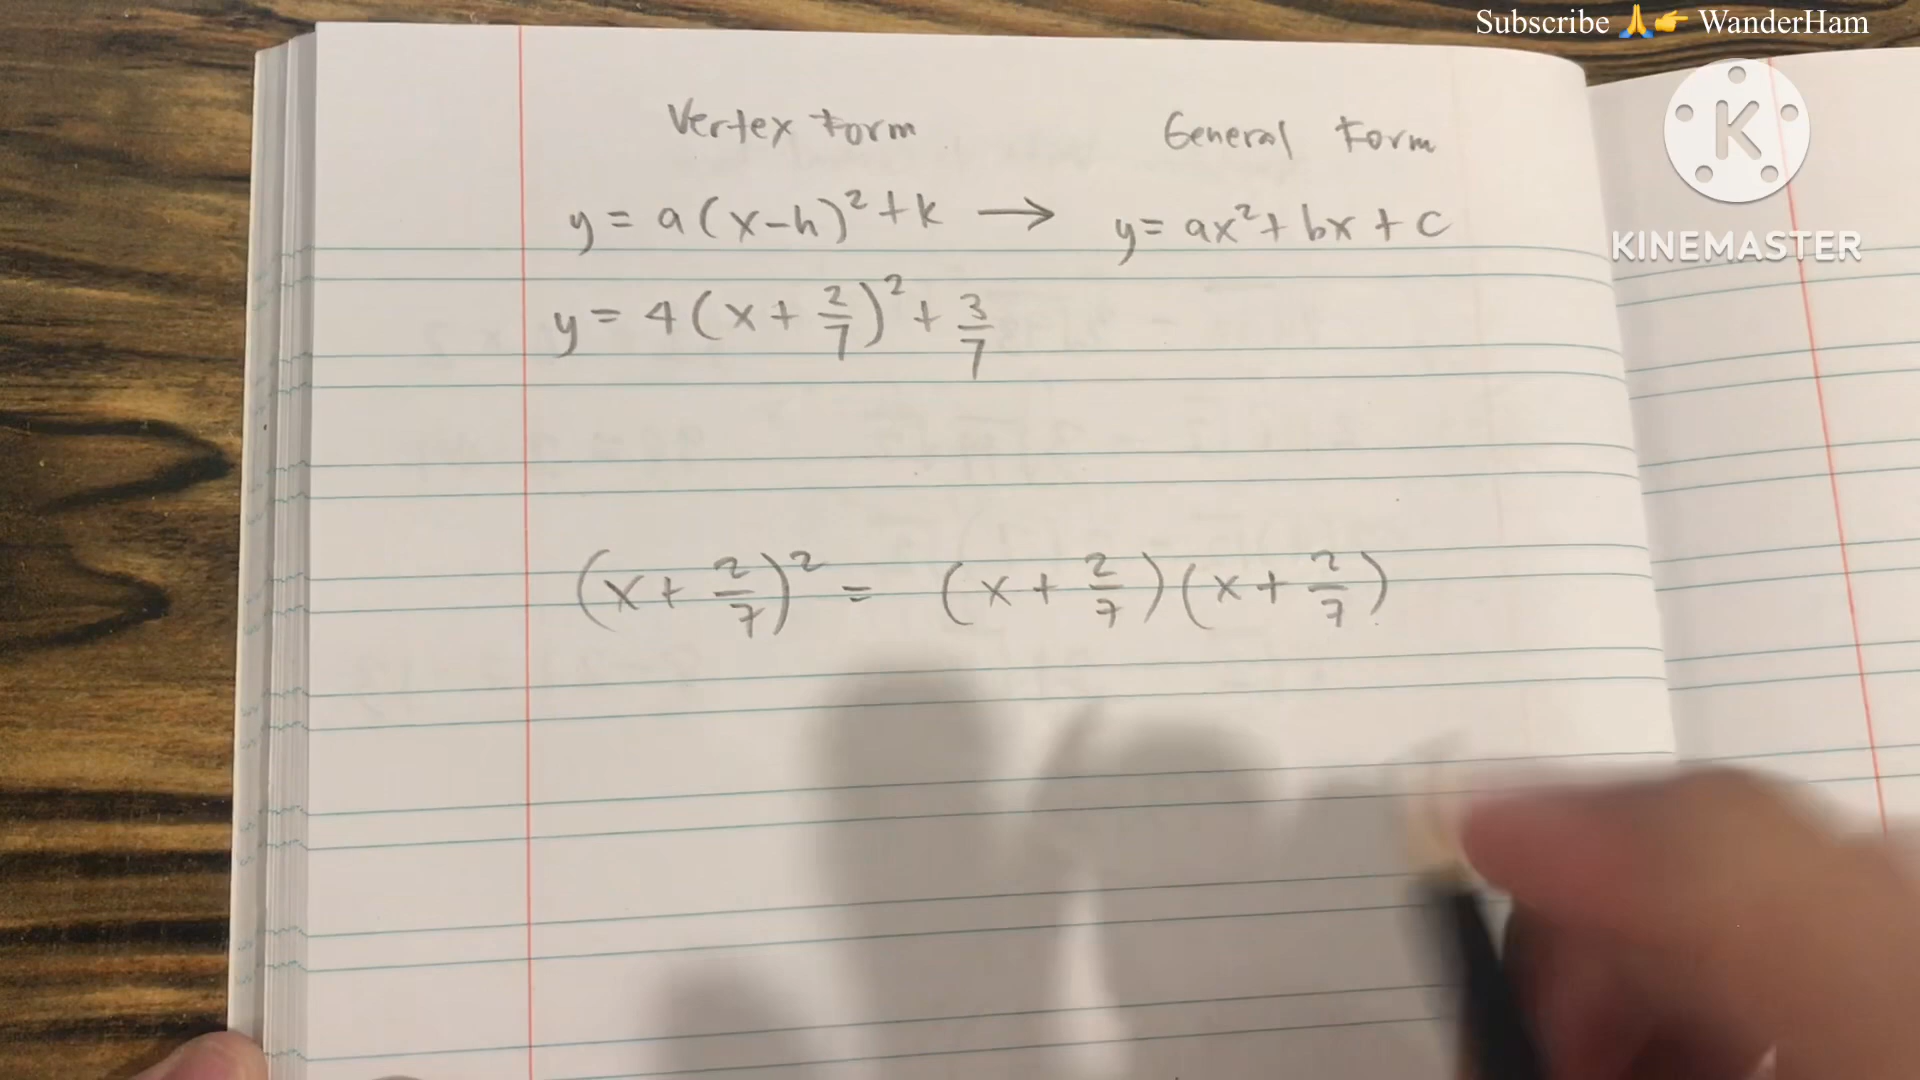 Subscribe 🙏👉 WanderHam
Vertex Form General Form
y = a(x-h)² + k → y = ax² + bx + c
y = 4(x + 2/7)² + 3/7
(x + 2/7)² = (x + 2/7)(x + 2/7)
K
KINEMASTER